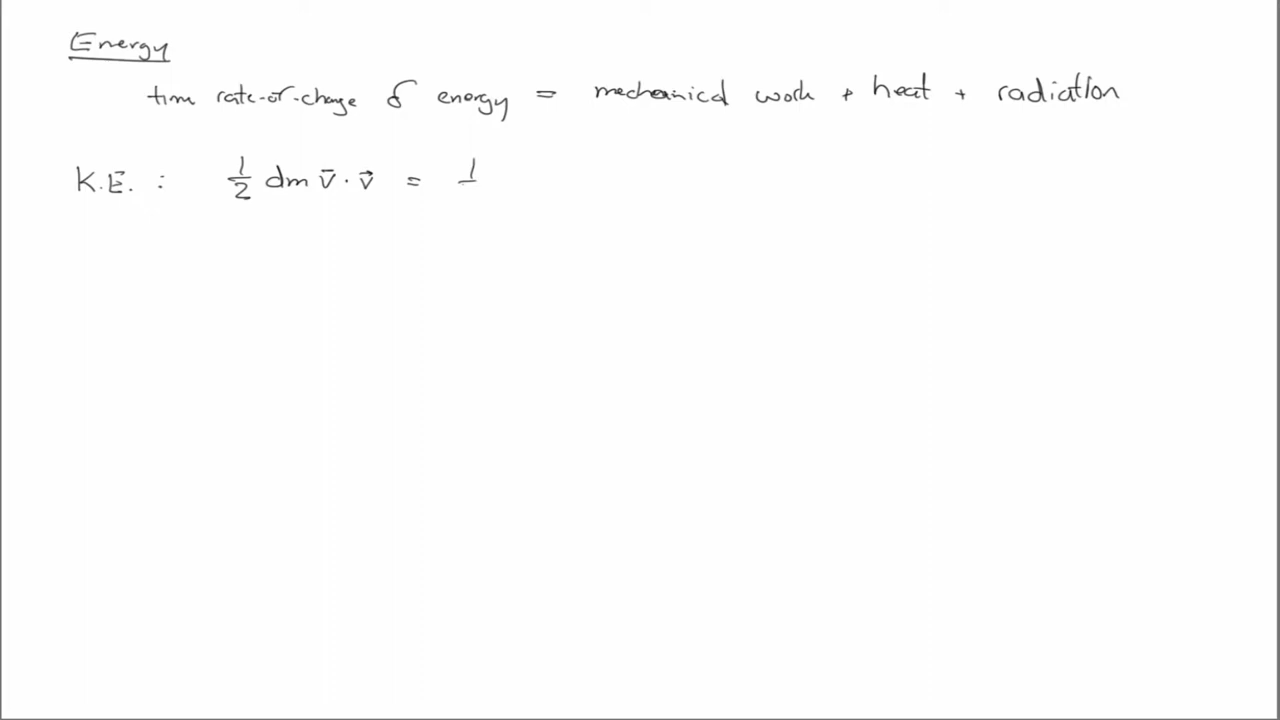 Energy
time rate-of-change of energy = mechanical work + heat + radiation
K.E. : 1/2 dm v̄ · v⃗ = 1